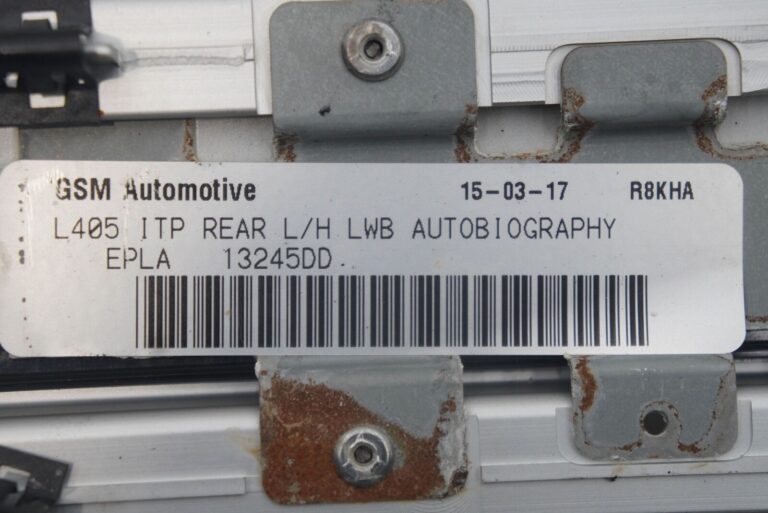 GSM Automotive 15-03-17 R8KHA
L405 ITP REAR L/H LWB AUTOBIOGRAPHY
EPLA 13245DD